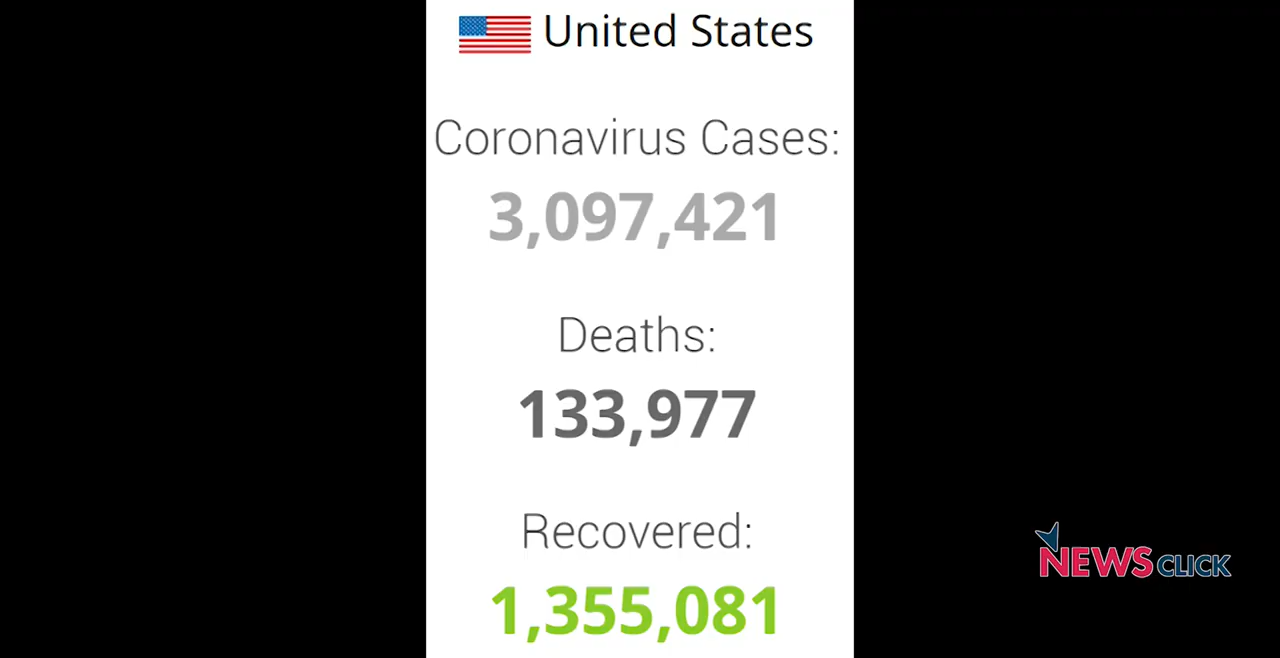 United States
Coronavirus Cases:
3,097,421
Deaths:
133,977
Recovered:
1,355,081
NEWSCLICK